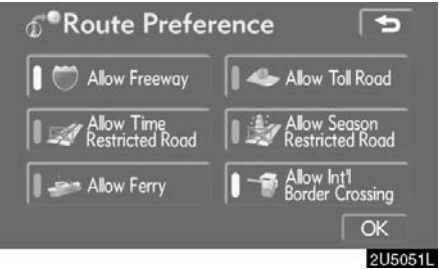 Route Preference
Allow Freeway
Allow Toll Road
Allow Time
Restricted Road
Allow Season
Restricted Road
Allow Ferry
Allow Int'l
Border Crossing
OK
2U5051L